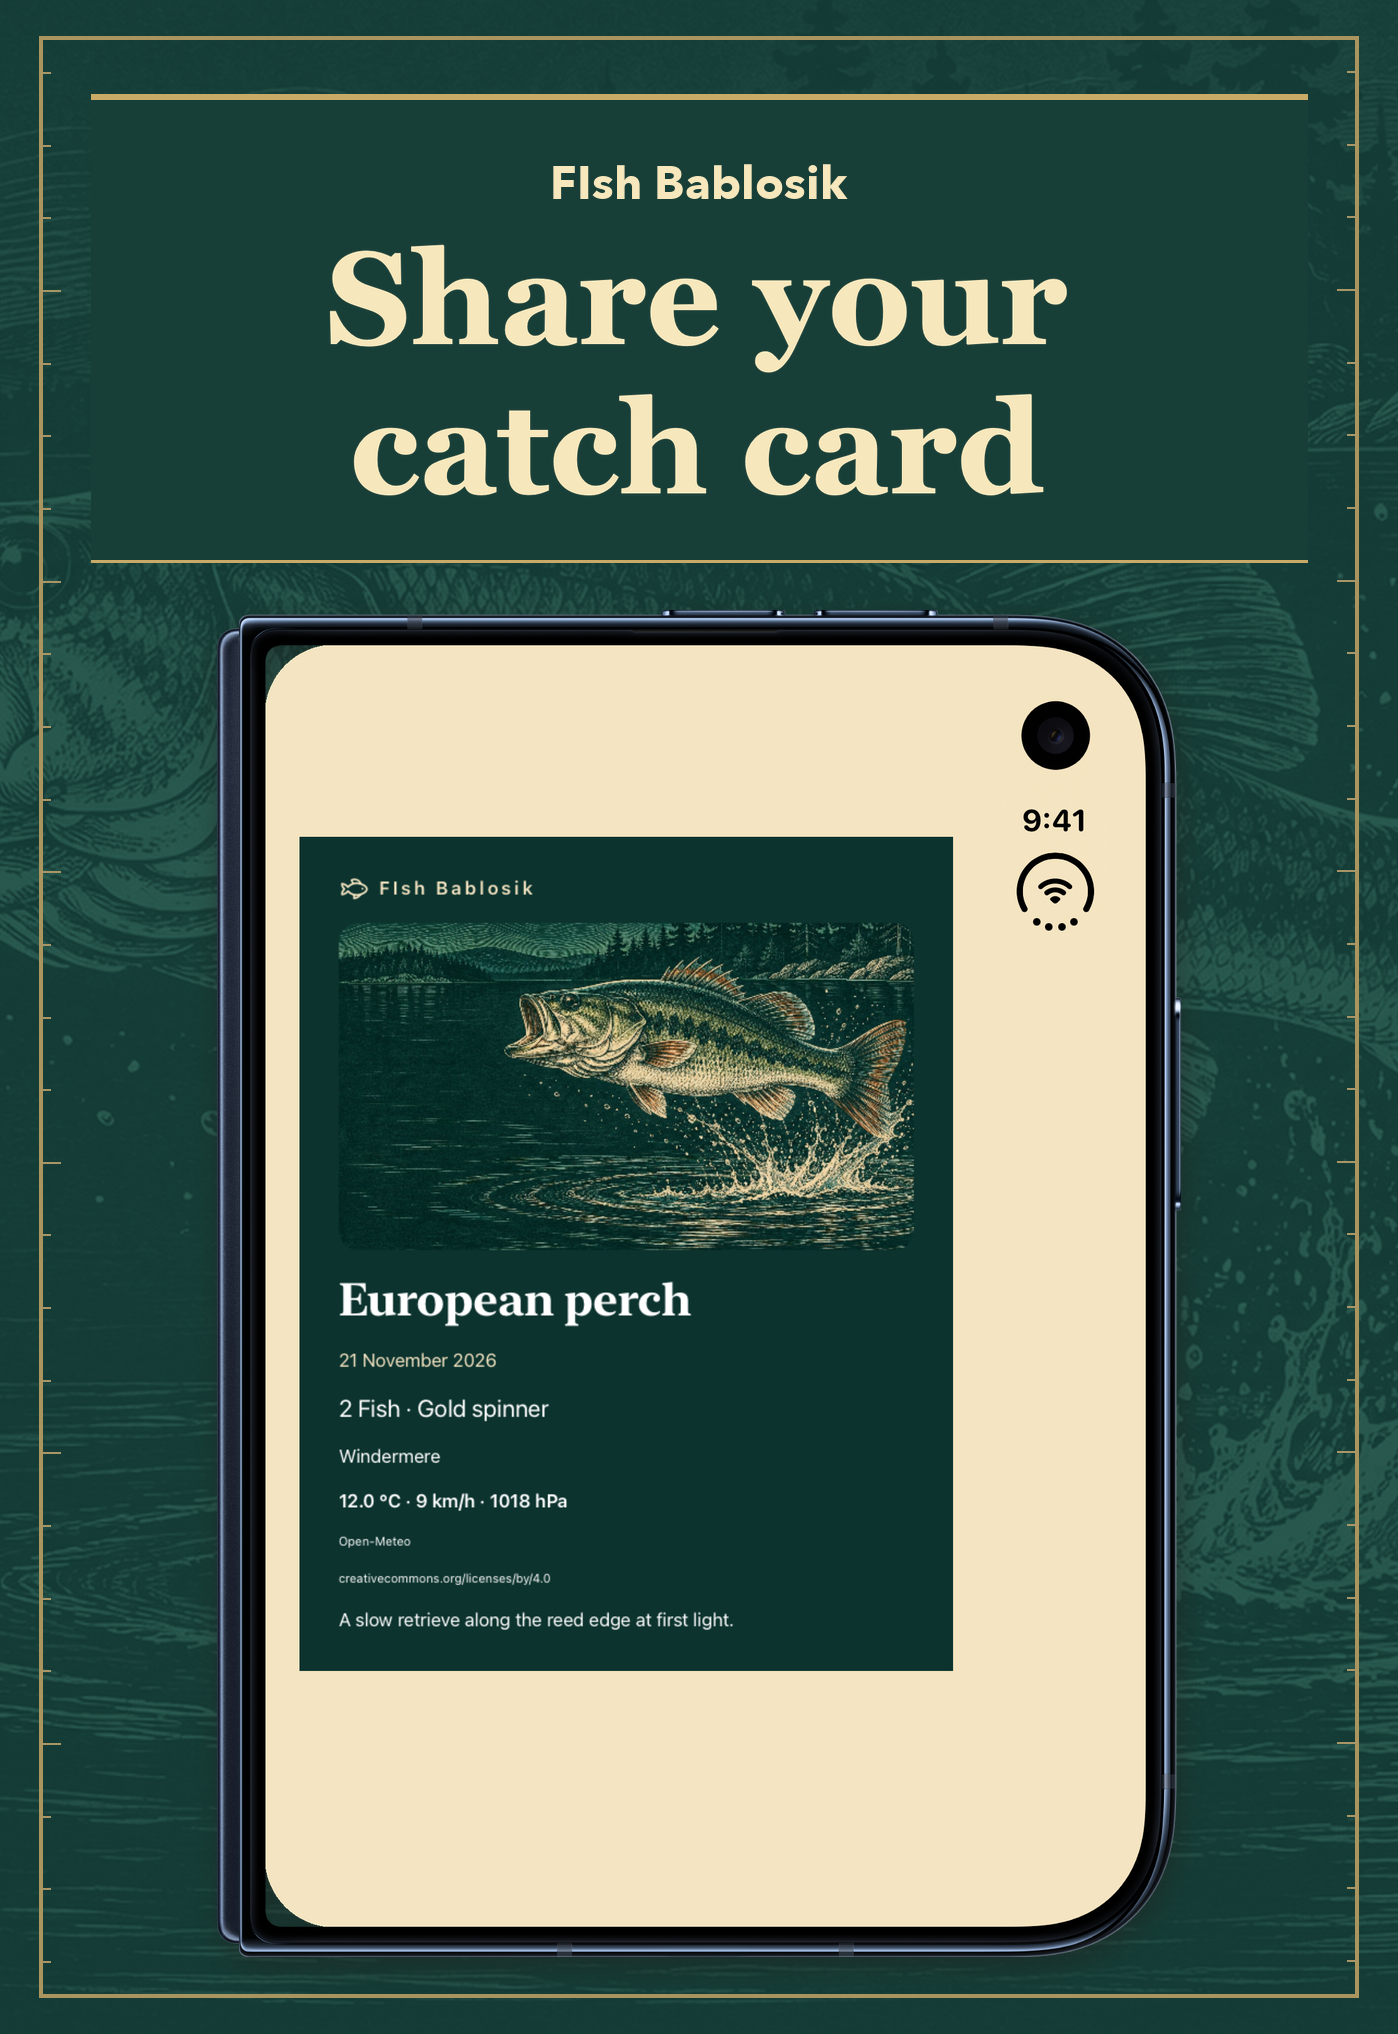 FIsh Bablosik
Share your
catch card
9:41
FIsh Bablosik
European perch
21 November 2026
2 Fish · Gold spinner
Windermere
12.0 °C · 9 km/h · 1018 hPa
Open-Meteo
creativecommons.org/licenses/by/4.0
A slow retrieve along the reed edge at first light.